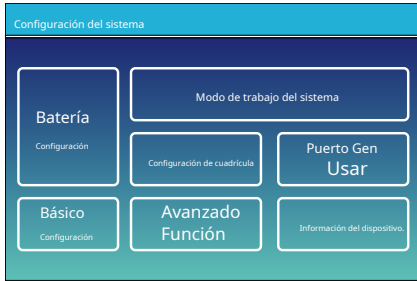 Configuración del sistema
Batería
Configuración
Modo de trabajo del sistema
Configuración de cuadrícula
Puerto Gen
Usar
Básico
Configuración
Avanzado
Función
Información del dispositivo.